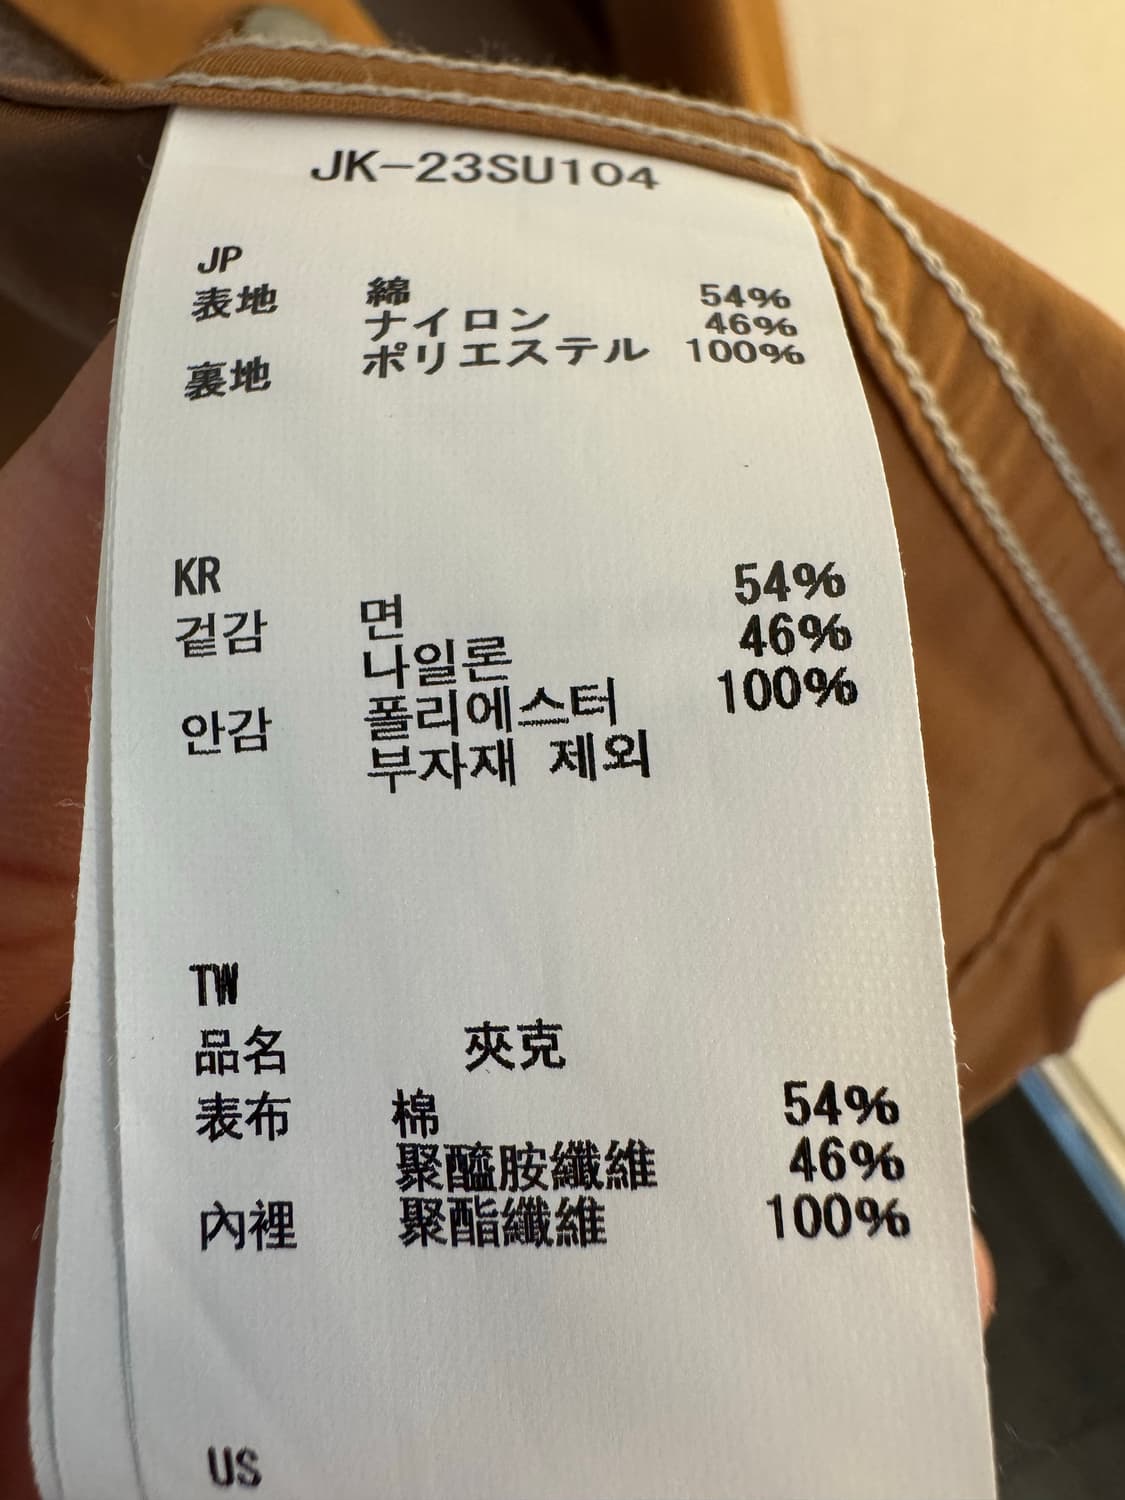 JK-23SU104
JP
表地 綿 54%
ナイロン 46%
裏地 ポリエステル 100%
KR
겉감 면 54%
나일론 46%
안감 폴리에스터 100%
부자재 제외
TW
品名 夾克
表布 棉 54%
聚醯胺纖維 46%
內裡 聚酯纖維 100%
US